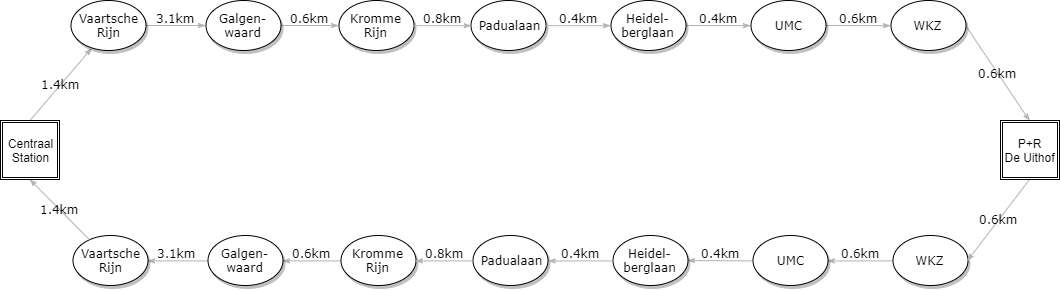 Vaartsche
Rijn
3.1km
Galgen-
waard
0.6km
Kromme
Rijn
0.8km
Padualaan
0.4km
Heidel-
berglaan
0.4km
UMC
0.6km
WKZ
1.4km
0.6km
Centraal
Station
P+R
De Uithof
1.4km
0.6km
Vaartsche
Rijn
3.1km
Galgen-
waard
0.6km
Kromme
Rijn
0.8km
Padualaan
0.4km
Heidel-
berglaan
0.4km
UMC
0.6km
WKZ